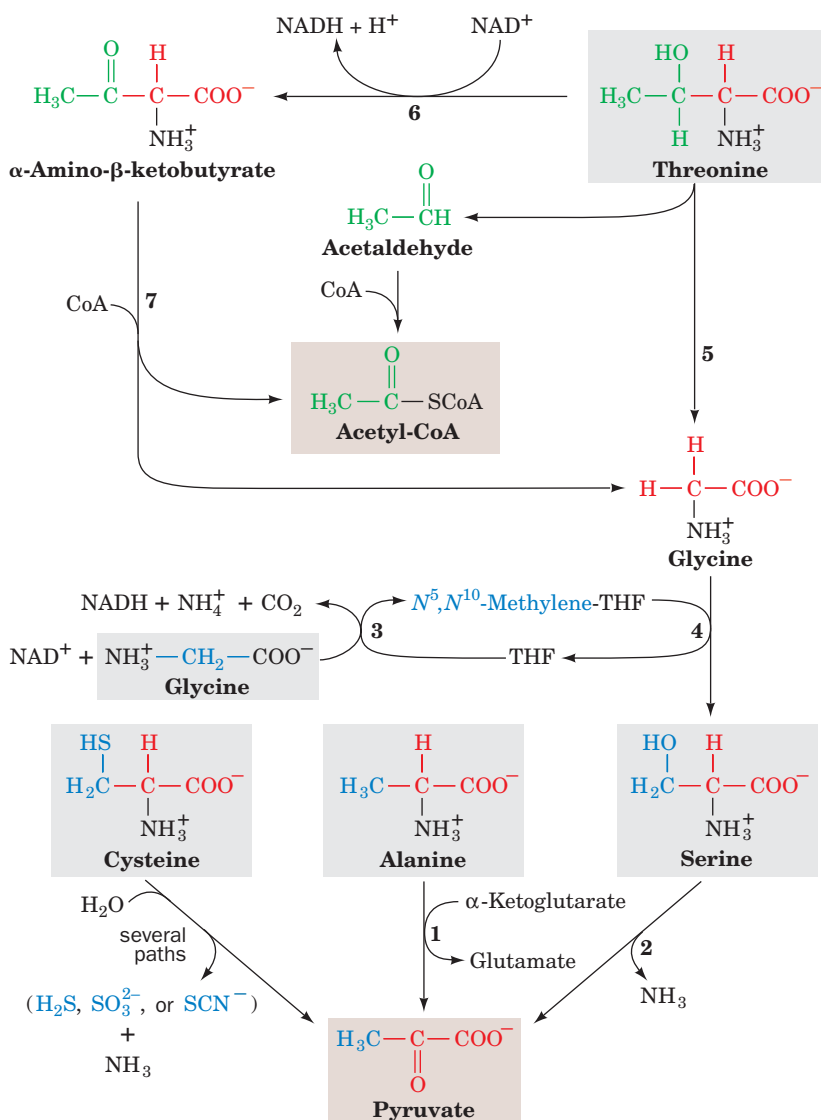 NADH + H⁺ NAD⁺
O H HO H
H₃C—C—C—COO⁻ 6 H₃C—C—C—COO⁻
NH₃⁺ H NH₃⁺
α-Amino-β-ketobutyrate Threonine
O
H₃C—CH
Acetaldehyde
CoA 7 CoA
5
O
H₃C—C—SCoA
Acetyl-CoA
H
H—C—COO⁻
NH₃⁺
Glycine
NADH + NH₄⁺ + CO₂ N⁵,N¹⁰-Methylene-THF
3 4
NAD⁺ + NH₃⁺—CH₂—COO⁻ THF
Glycine
HS H H HO H
H₂C—C—COO⁻ H₃C—C—COO⁻ H₂C—C—COO⁻
NH₃⁺ NH₃⁺ NH₃⁺
Cysteine Alanine Serine
H₂O α-Ketoglutarate
several 1 2
paths Glutamate
NH₃
(H₂S, SO₃²⁻, or SCN⁻)
+
NH₃
H₃C—C—COO⁻
O
Pyruvate